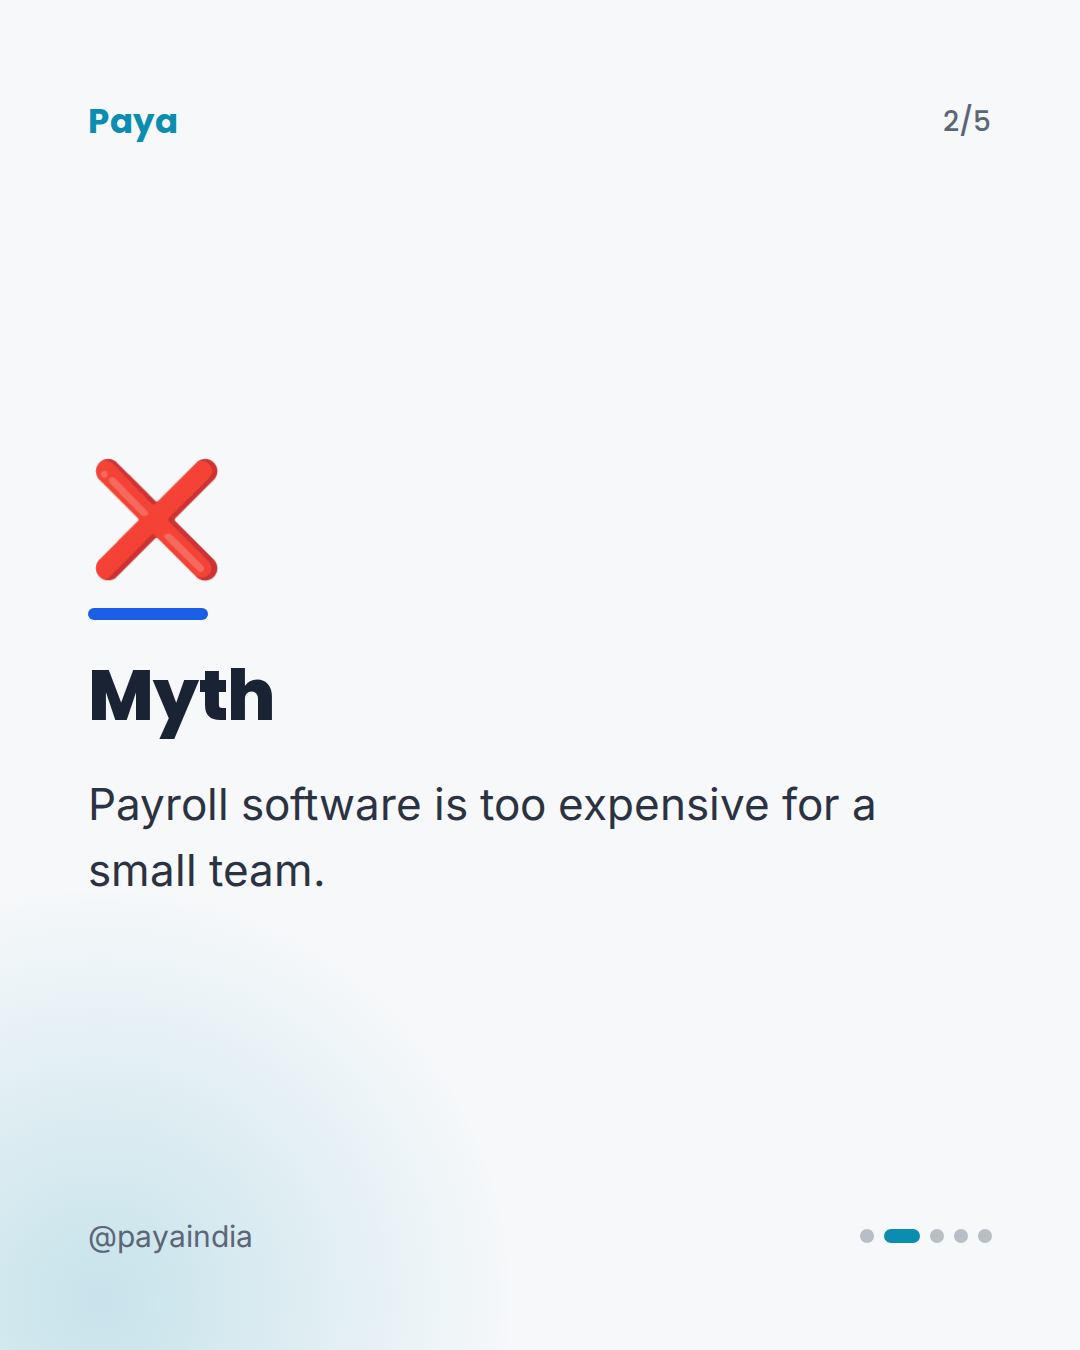 Paya
2/5
Myth
Payroll software is too expensive for a
small team.
@payaindia